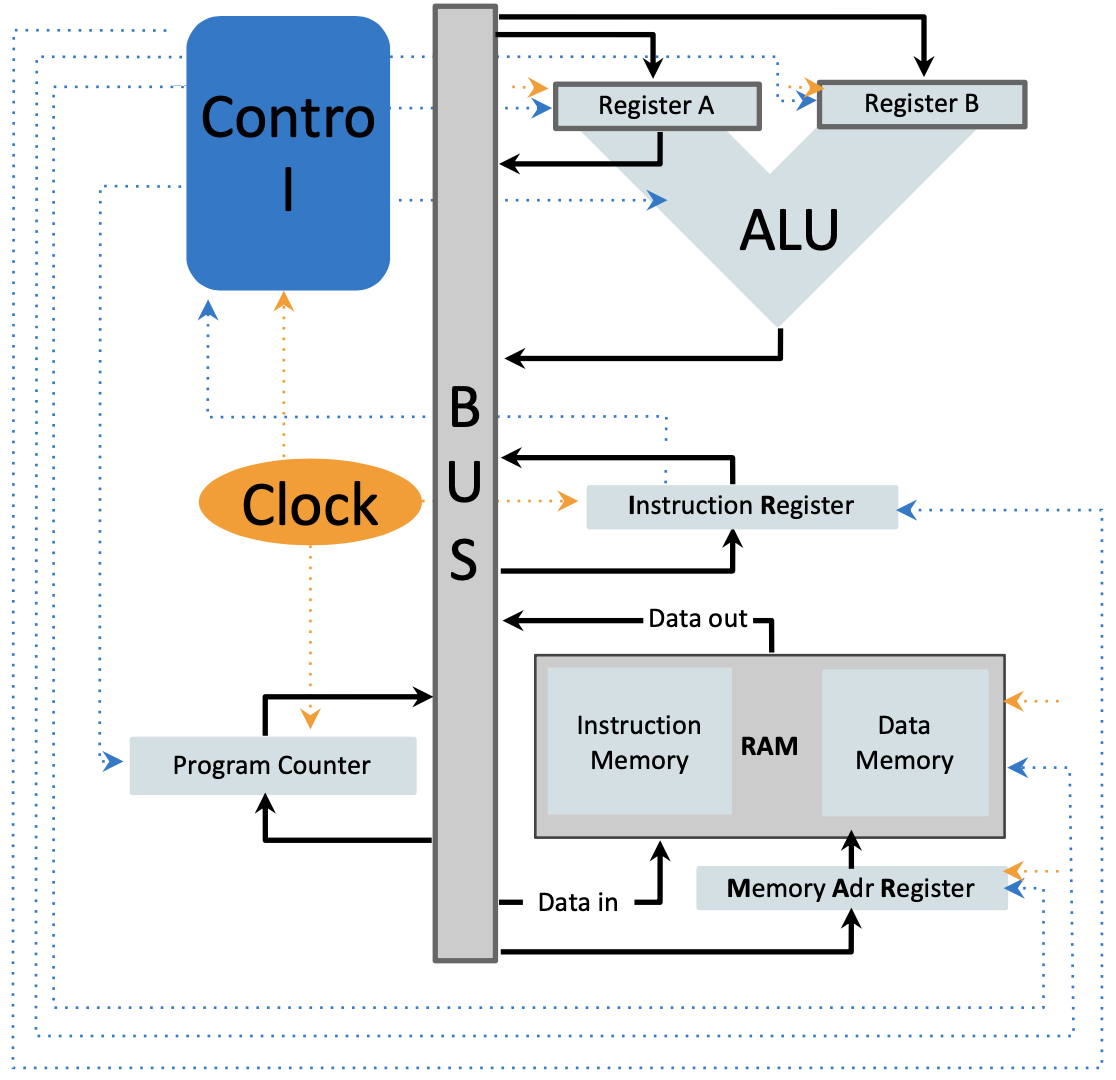 Contro
l
Register A
Register B
ALU
B
U
S
Clock
Instruction Register
Data out
Instruction
Memory
RAM
Data
Memory
Program Counter
Memory Adr Register
Data in